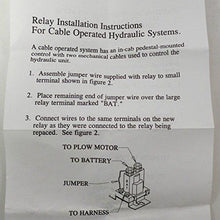 Relay Installation Instructions
For Cable Operated Hydraulic Systems.
A cable operated system has an in-cab pedestal-mounted
control with two mechanical cables used to control the
hydraulic unit.
1. Assemble jumper wire supplied with relay to small
terminal shown in figure 2.
2. Place remaining end of jumper wire over the large
relay terminal marked "BAT."
3. Connect wires to the same terminals on the new
relay as they were connected to the relay being
repaced. See figure 2.
TO PLOW MOTOR
TO BATTERY
JUMPER
TO HARNESS